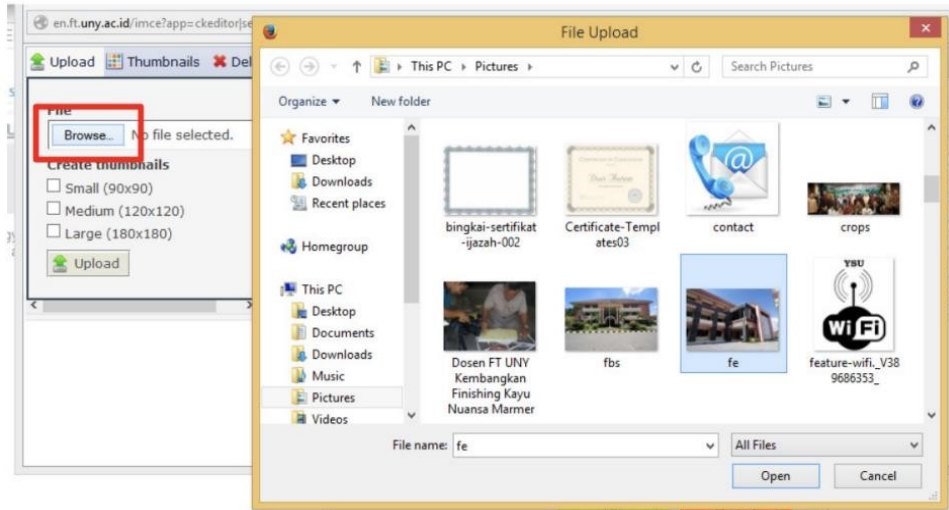 en.ft.uny.ac.id/imce?app=ckeditor|se
Upload Thumbnails Del
File
Browse... No file selected.
Create thumbnails
Small (90x90)
Medium (120x120)
Large (180x180)
Upload
File Upload
This PC Pictures
Search Pictures
Organize New folder
Favorites
Desktop
Downloads
Recent places
Homegroup
This PC
Desktop
Documents
Downloads
Music
Pictures
Videos
bingkai-sertifikat
-ijazah-002
Certificate-Templ
ates03
contact
crops
Dosen FT UNY
Kembangkan
Finishing Kayu
Nuansa Marmer
fbs
fe
YSU
WiFi
feature-wifi._V38
9686353_
File name: fe
All Files
Open Cancel